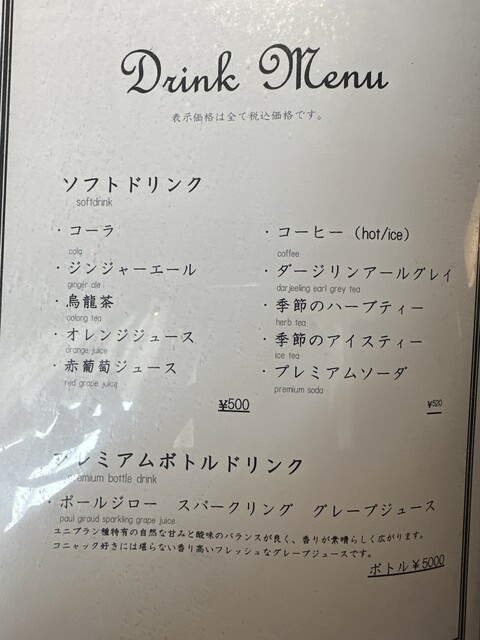 Drink Menu
表示価格は全て税込価格です。
ソフトドリンク
softdrink
・コーラ
cola
・ジンジャーエール
ginger ale
・烏龍茶
oolong tea
・オレンジジュース
orange juice
・赤葡萄ジュース
red grape juice
¥500
・コーヒー (hot/ice)
coffee
・ダージリンアールグレイ
darjeeling earl grey tea
・季節のハーブティー
herb tea
・季節のアイスティー
ice tea
・プレミアムソーダ
premium soda
¥520
プレミアムボトルドリンク
premium bottle drink
・ポールジロー スパークリング グレープジュース
paul giraud sparkling grape juice
ユニブラン種特有の自然な甘みと酸味のバランスが良く、香りが素晴らしく広がります。
コニャック好きには堪らない香り高いフレッシュなグレープジュースです。
ボトル¥5000